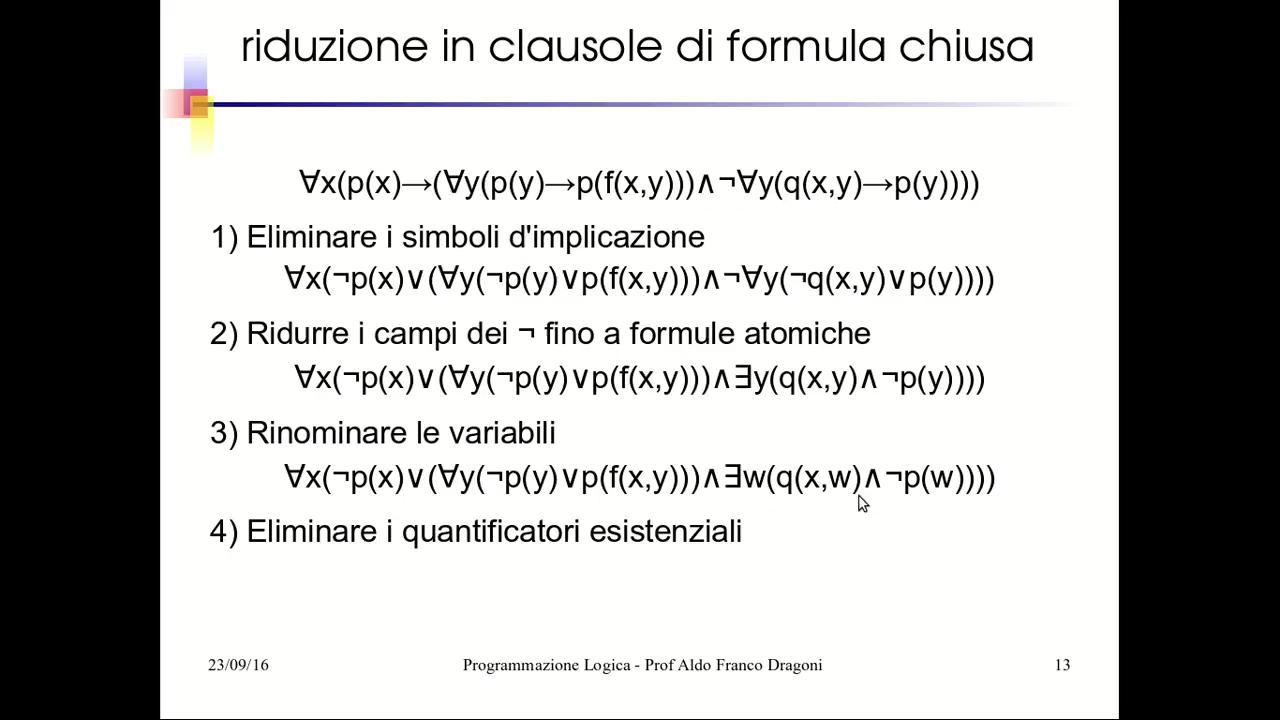 riduzione in clausole di formula chiusa
∀x(p(x)→(∀y(p(y)→p(f(x,y)))∧¬∀y(q(x,y)→p(y))))
1) Eliminare i simboli d'implicazione
∀x(¬p(x)∨(∀y(¬p(y)∨p(f(x,y)))∧¬∀y(¬q(x,y)∨p(y))))
2) Ridurre i campi dei ¬ fino a formule atomiche
∀x(¬p(x)∨(∀y(¬p(y)∨p(f(x,y)))∧∃y(q(x,y)∧¬p(y))))
3) Rinominare le variabili
∀x(¬p(x)∨(∀y(¬p(y)∨p(f(x,y)))∧∃w(q(x,w)∧¬p(w))))
4) Eliminare i quantificatori esistenziali
23/09/16 Programmazione Logica - Prof Aldo Franco Dragoni 13